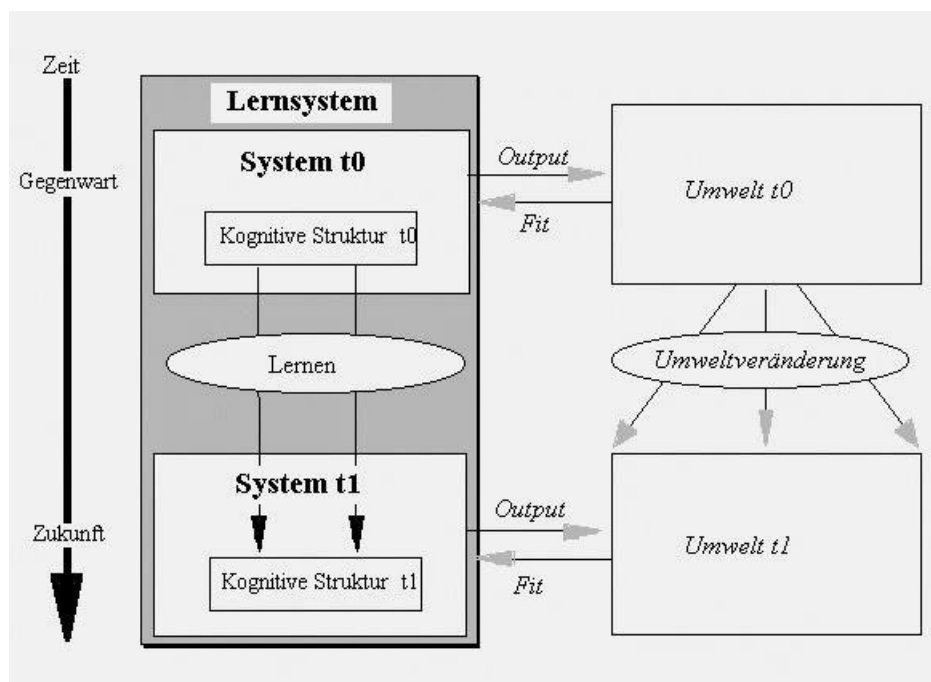 Zeit
Lernsystem
System t0
Output
Gegenwart
Umwelt t0
Fit
Kognitive Struktur t0
Lernen
Umweltveränderung
System t1
Output
Zukunft
Umwelt t1
Kognitive Struktur t1
Fit